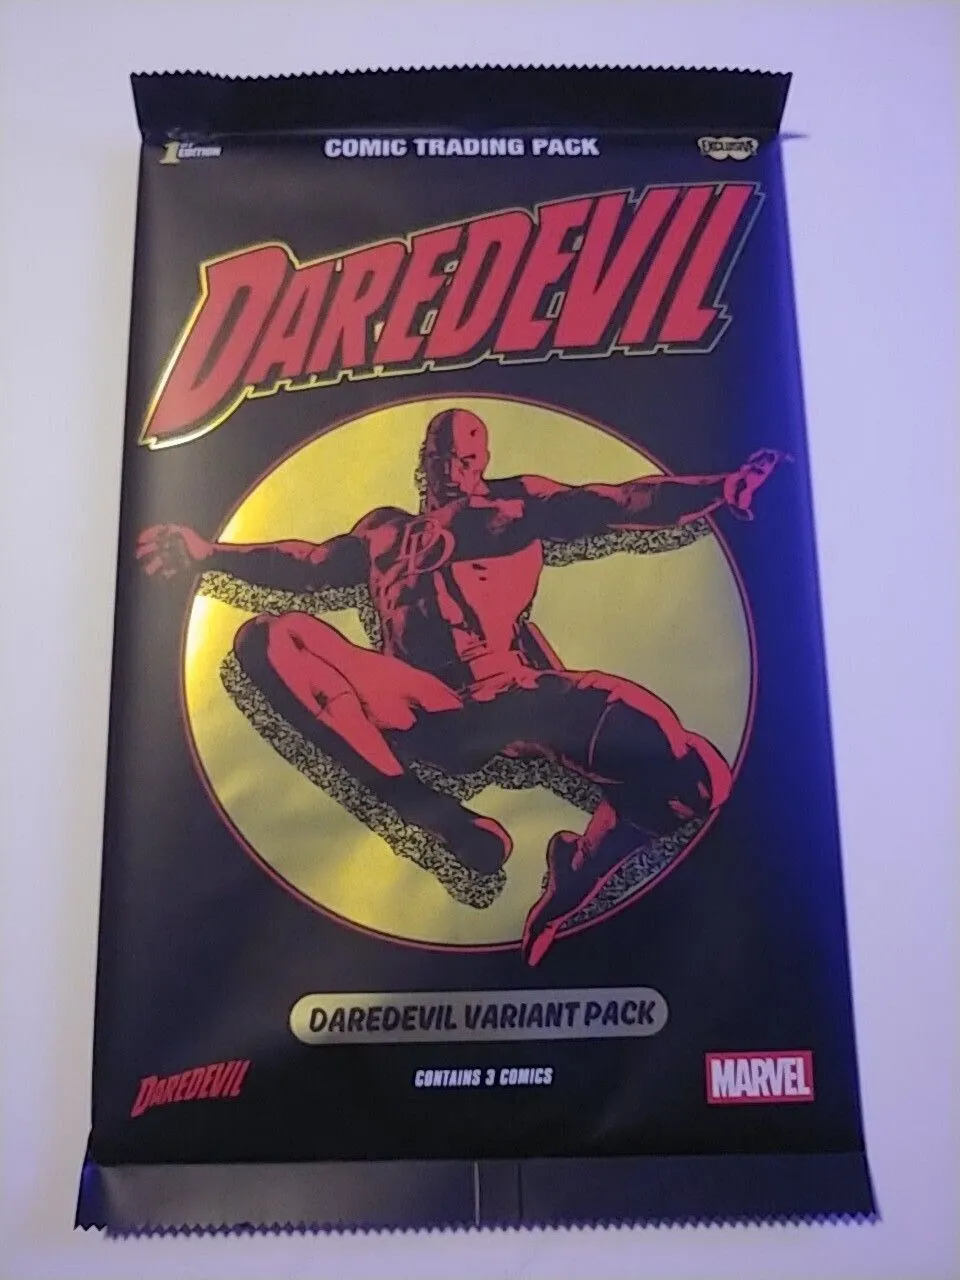 1ST EDITION
COMIC TRADING PACK
EXCLUSIVE
DAREDEVIL
DD
DAREDEVIL VARIANT PACK
DAREDEVIL
CONTAINS 3 COMICS
MARVEL